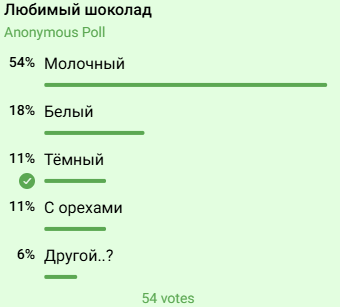 Любимый шоколад
Anonymous Poll
54% Молочный
18% Белый
11% Тёмный
11% С орехами
6% Другой..?
54 votes